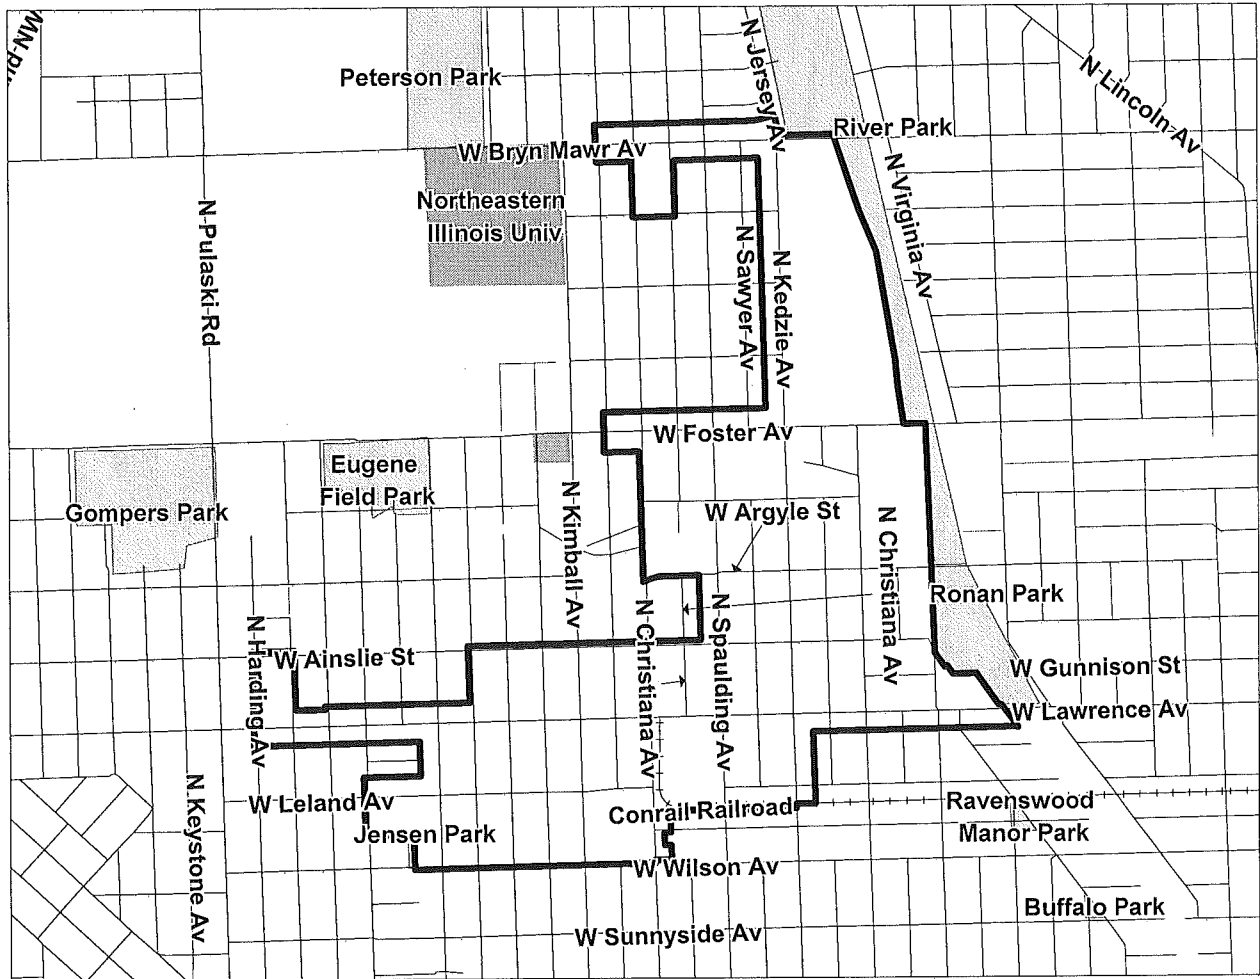 N Jersey Av
N Lincoln Av
Peterson Park
River Park
W Bryn Mawr Av
N Virginia Av
Northeastern
Illinois Univ
N Pulaski Rd
N Sawyer Av
N Kedzie Av
W Foster Av
Eugene
Field Park
Gompers Park
N Kimball Av
W Argyle St
N Christiana Av
Ronan Park
N Christiana Av
N Spaulding Av
N Harding Av
W Ainslie St
W Gunnison St
W Lawrence Av
N Keystone Av
W Leland Av
Conrail Railroad
Ravenswood
Manor Park
Jensen Park
W Wilson Av
Buffalo Park
W Sunnyside Av